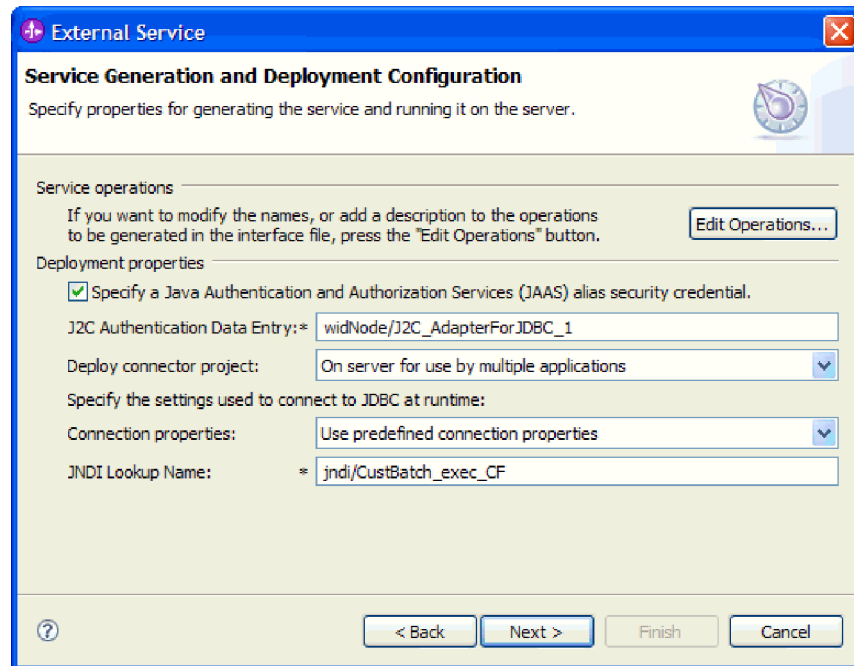 External Service
Service Generation and Deployment Configuration
Specify properties for generating the service and running it on the server.
Service operations
If you want to modify the names, or add a description to the operations
to be generated in the interface file, press the "Edit Operations" button.
Edit Operations...
Deployment properties
Specify a Java Authentication and Authorization Services (JAAS) alias security credential.
J2C Authentication Data Entry:* widNode/J2C_AdapterForJDBC_1
Deploy connector project: On server for use by multiple applications
Specify the settings used to connect to JDBC at runtime:
Connection properties: Use predefined connection properties
JNDI Lookup Name: * jndi/CustBatch_exec_CF
? < Back Next > Finish Cancel